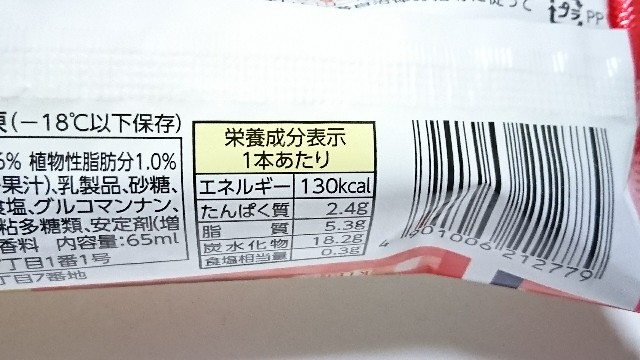 PP
(－18℃以下保存)
6% 植物性脂肪分1.0%
果汁)、乳製品、砂糖、
食塩、グルコマンナン、
粘多糖類、安定剤(増
香料 内容量:65ml
丁目1番1号
丁目7番地
栄養成分表示
1本あたり
エネルギー 130kcal
たんぱく質 2.4g
脂質 5.3g
炭水化物 18.2g
食塩相当量 0.3g
4 901006 212779